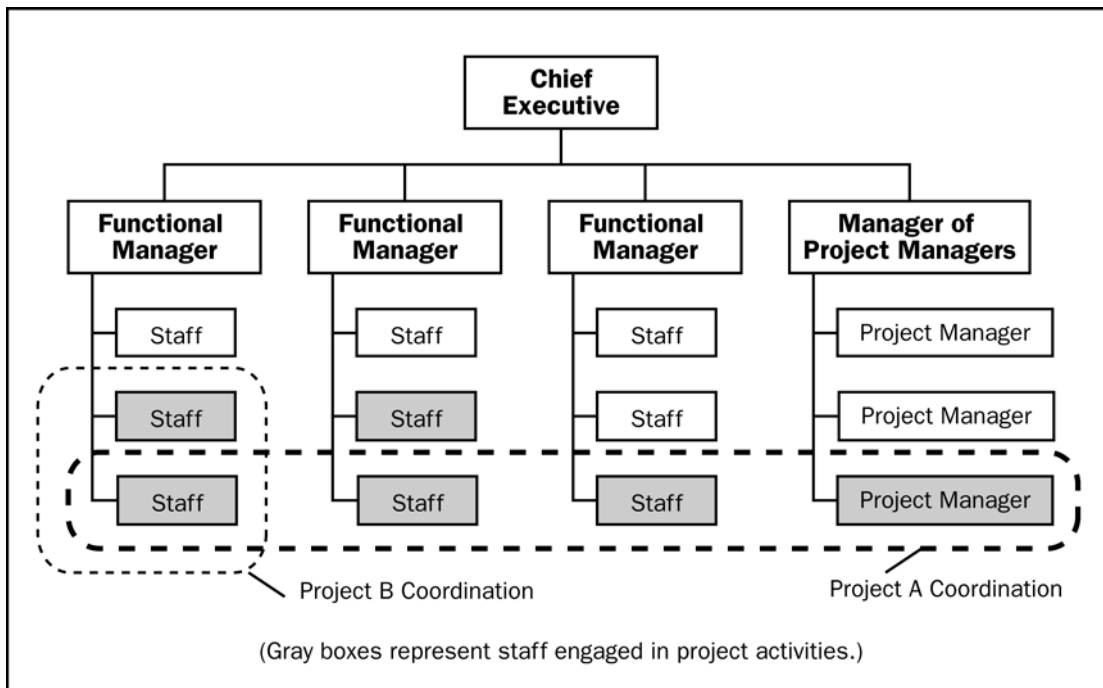 Chief
Executive
Functional
Manager
Functional
Manager
Functional
Manager
Manager of
Project Managers
Staff
Staff
Staff
Project Manager
Staff
Staff
Staff
Project Manager
Staff
Staff
Staff
Project Manager
Project B Coordination
Project A Coordination
(Gray boxes represent staff engaged in project activities.)